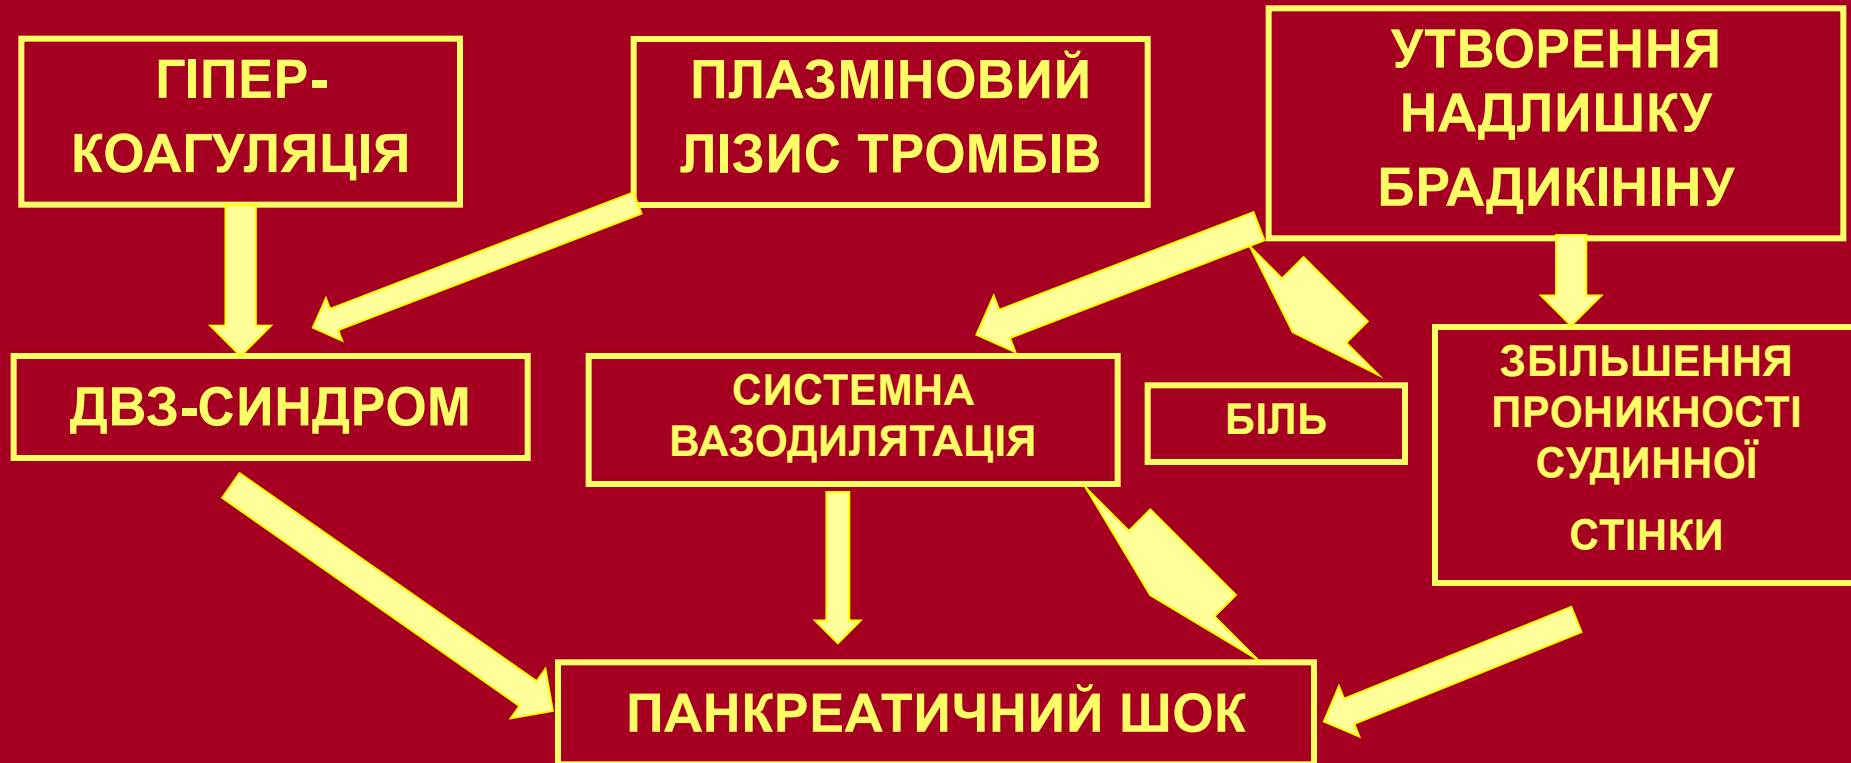 ГІПЕР-
КОАГУЛЯЦІЯ
ПЛАЗМІНОВИЙ
ЛІЗИС ТРОМБІВ
УТВОРЕННЯ
НАДЛИШКУ
БРАДИКІНІНУ
ДВЗ-СИНДРОМ
СИСТЕМНА
ВАЗОДИЛЯТАЦІЯ
БІЛЬ
ЗБІЛЬШЕННЯ
ПРОНИКНОСТІ
СУДИННОЇ
СТІНКИ
ПАНКРЕАТИЧНИЙ ШОК